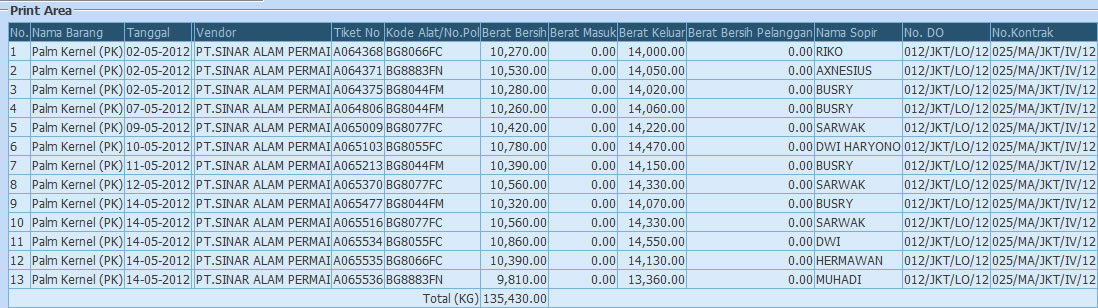 Print Area
No. Nama Barang Tanggal Vendor Tiket No Kode Alat/No.Pol Berat Bersih Berat Masuk Berat Keluar Berat Bersih Pelanggan Nama Sopir No. DO No.Kontrak
1 Palm Kernel (PK) 02-05-2012 PT.SINAR ALAM PERMAI A064368 BG8066FC 10,270.00 0.00 14,000.00 0.00 RIKO 012/JKT/LO/12 025/MA/JKT/IV/12
2 Palm Kernel (PK) 02-05-2012 PT.SINAR ALAM PERMAI A064371 BG8883FN 10,530.00 0.00 14,050.00 0.00 AXNESIUS 012/JKT/LO/12 025/MA/JKT/IV/12
3 Palm Kernel (PK) 02-05-2012 PT.SINAR ALAM PERMAI A064375 BG8044FM 10,280.00 0.00 14,020.00 0.00 BUSRY 012/JKT/LO/12 025/MA/JKT/IV/12
4 Palm Kernel (PK) 07-05-2012 PT.SINAR ALAM PERMAI A064806 BG8044FM 10,260.00 0.00 14,060.00 0.00 BUSRY 012/JKT/LO/12 025/MA/JKT/IV/12
5 Palm Kernel (PK) 09-05-2012 PT.SINAR ALAM PERMAI A065009 BG8077FC 10,420.00 0.00 14,220.00 0.00 SARWAK 012/JKT/LO/12 025/MA/JKT/IV/12
6 Palm Kernel (PK) 10-05-2012 PT.SINAR ALAM PERMAI A065103 BG8055FC 10,780.00 0.00 14,470.00 0.00 DWI HARYONO 012/JKT/LO/12 025/MA/JKT/IV/12
7 Palm Kernel (PK) 11-05-2012 PT.SINAR ALAM PERMAI A065213 BG8044FM 10,390.00 0.00 14,150.00 0.00 BUSRY 012/JKT/LO/12 025/MA/JKT/IV/12
8 Palm Kernel (PK) 12-05-2012 PT.SINAR ALAM PERMAI A065370 BG8077FC 10,560.00 0.00 14,330.00 0.00 SARWAK 012/JKT/LO/12 025/MA/JKT/IV/12
9 Palm Kernel (PK) 14-05-2012 PT.SINAR ALAM PERMAI A065477 BG8044FM 10,320.00 0.00 14,070.00 0.00 BUSRY 012/JKT/LO/12 025/MA/JKT/IV/12
10 Palm Kernel (PK) 14-05-2012 PT.SINAR ALAM PERMAI A065516 BG8077FC 10,560.00 0.00 14,330.00 0.00 SARWAK 012/JKT/LO/12 025/MA/JKT/IV/12
11 Palm Kernel (PK) 14-05-2012 PT.SINAR ALAM PERMAI A065534 BG8055FC 10,860.00 0.00 14,550.00 0.00 DWI 012/JKT/LO/12 025/MA/JKT/IV/12
12 Palm Kernel (PK) 14-05-2012 PT.SINAR ALAM PERMAI A065535 BG8066FC 10,390.00 0.00 14,130.00 0.00 HERMAWAN 012/JKT/LO/12 025/MA/JKT/IV/12
13 Palm Kernel (PK) 14-05-2012 PT.SINAR ALAM PERMAI A065536 BG8883FN 9,810.00 0.00 13,360.00 0.00 MUHADI 012/JKT/LO/12 025/MA/JKT/IV/12
Total (KG) 135,430.00